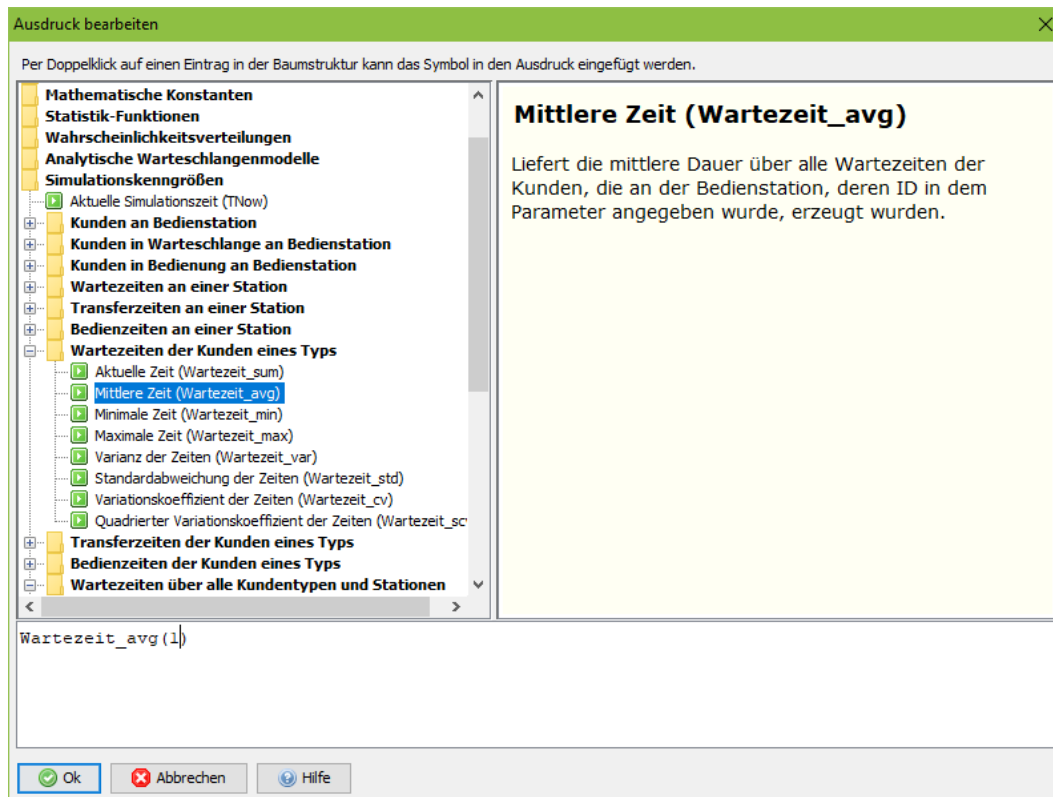 Ausdruck bearbeiten
Per Doppelklick auf einen Eintrag in der Baumstruktur kann das Symbol in den Ausdruck eingefügt werden.
Mathematische Konstanten
Statistik-Funktionen
Wahrscheinlichkeitsverteilungen
Analytische Warteschlangenmodelle
Simulationskenngrößen
Aktuelle Simulationszeit (TNow)
Kunden an Bedienstation
Kunden in Warteschlange an Bedienstation
Kunden in Bedienung an Bedienstation
Wartezeiten an einer Station
Transferzeiten an einer Station
Bedienzeiten an einer Station
Wartezeiten der Kunden eines Typs
Aktuelle Zeit (Wartezeit_sum)
Mittlere Zeit (Wartezeit_avg)
Minimale Zeit (Wartezeit_min)
Maximale Zeit (Wartezeit_max)
Varianz der Zeiten (Wartezeit_var)
Standardabweichung der Zeiten (Wartezeit_std)
Variationskoeffizient der Zeiten (Wartezeit_cv)
Quadrierter Variationskoeffizient der Zeiten (Wartezeit_scv
Transferzeiten der Kunden eines Typs
Bedienzeiten der Kunden eines Typs
Wartezeiten über alle Kundentypen und Stationen
Mittlere Zeit (Wartezeit_avg)
Liefert die mittlere Dauer über alle Wartezeiten der
Kunden, die an der Bedienstation, deren ID in dem
Parameter angegeben wurde, erzeugt wurden.
Wartezeit_avg(1)
Ok
Abbrechen
Hilfe